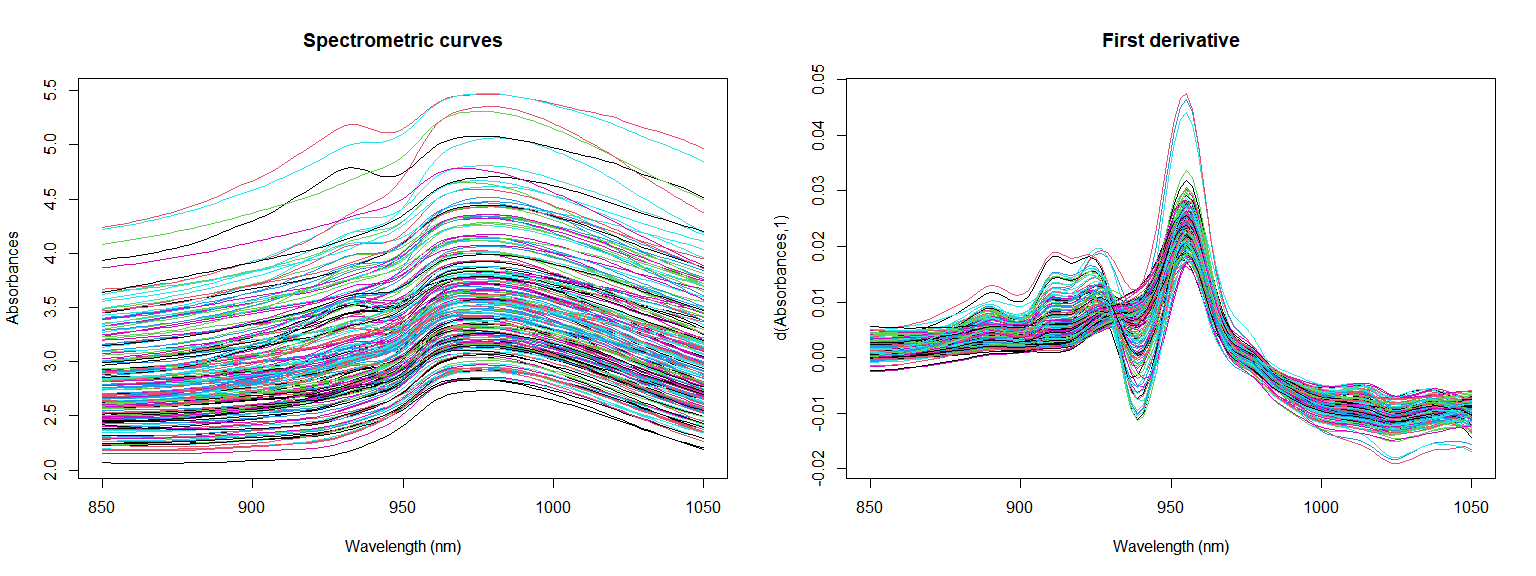 Spectrometric curves
Absorbances
5.5
5.0
4.5
4.0
3.5
3.0
2.5
2.0
850 900 950 1000 1050
Wavelength (nm)
First derivative
d(Absorbances,1)
0.05
0.04
0.03
0.02
0.01
0.00
-0.01
-0.02
850 900 950 1000 1050
Wavelength (nm)